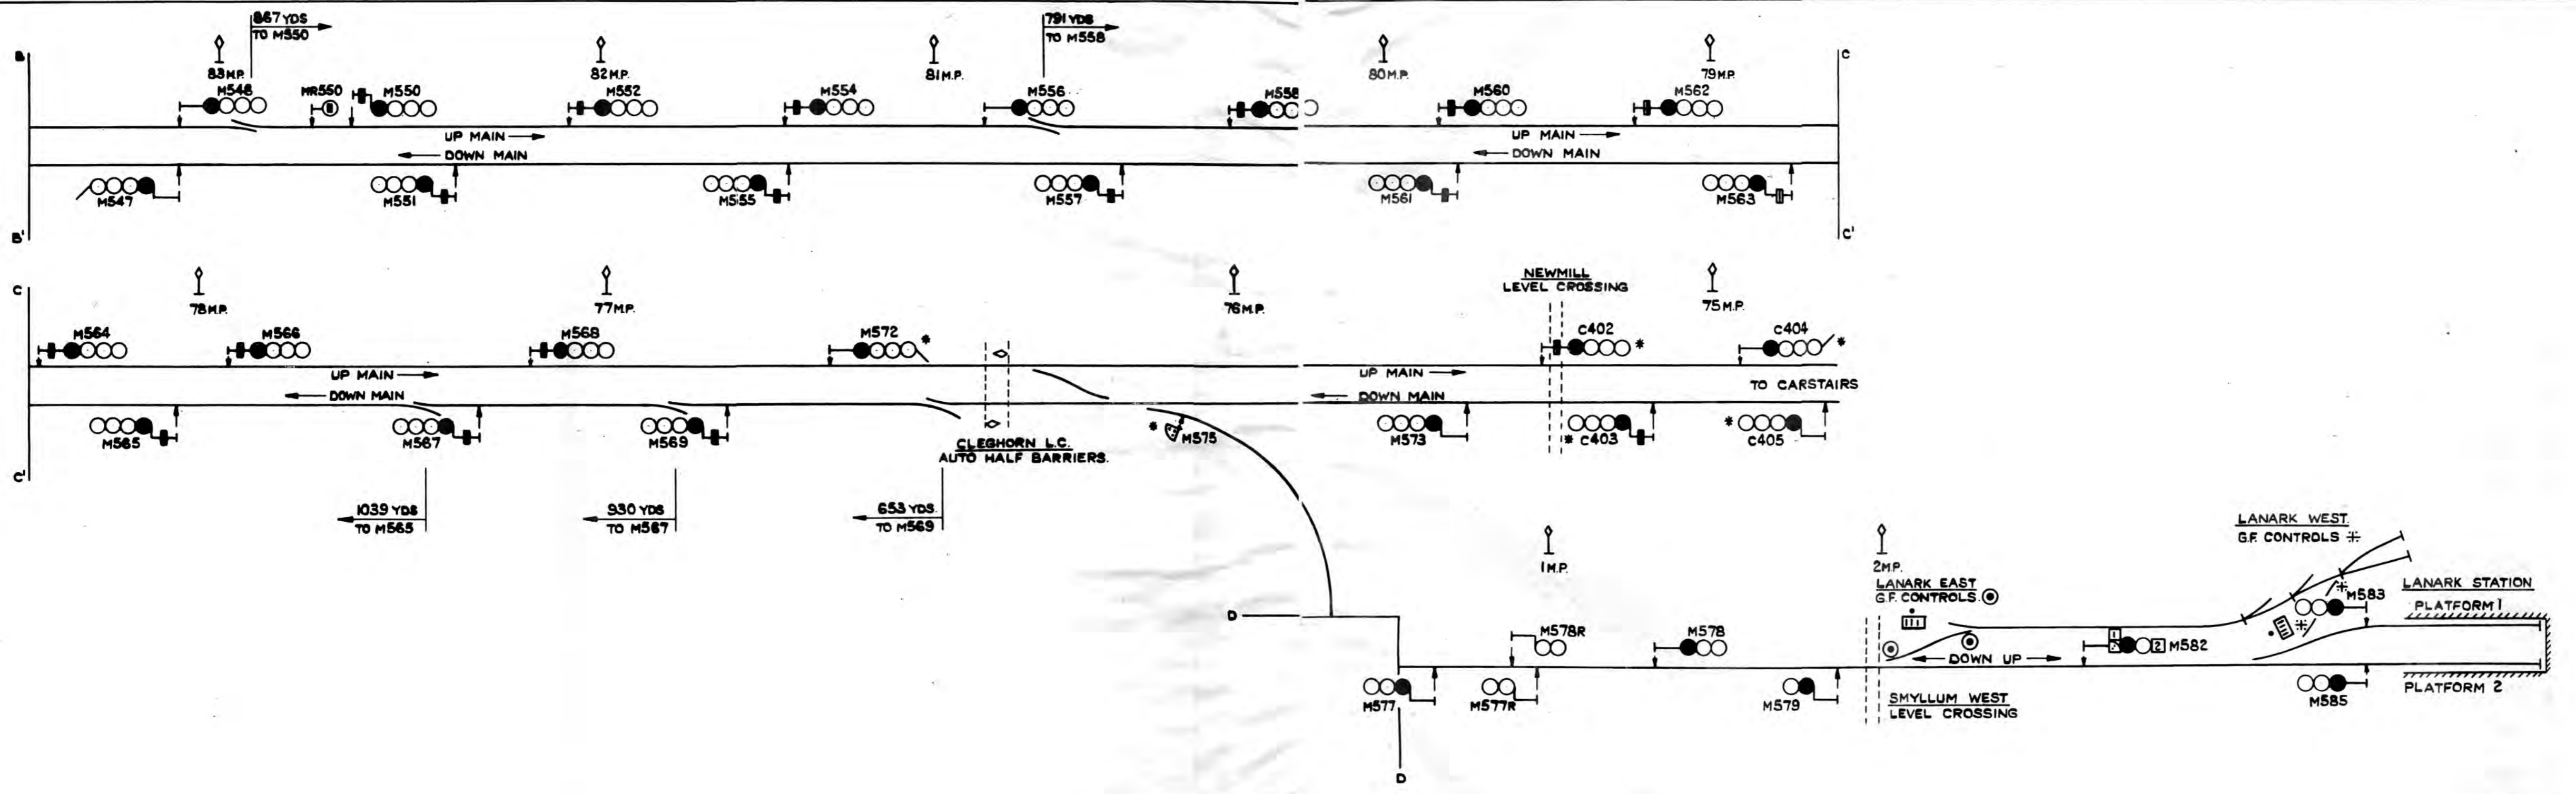 867 YDS
TO M550
791 YDS
TO M558
B
C
83 M.P.
82 M.P.
81 M.P.
80 M.P.
79 M.P.
M548
MR550
M550
M552
M554
M556
M558
M560
M562
UP MAIN
DOWN MAIN
UP MAIN
DOWN MAIN
M547
M551
M555
M557
M561
M563
B'
C'
C
78 M.P.
77 M.P.
76 M.P.
NEWMILL
LEVEL CROSSING
75 M.P.
M564
M566
M568
M572 *
C402 *
C404 *
UP MAIN
DOWN MAIN
UP MAIN
DOWN MAIN
TO CARSTAIRS
M565
M567
M569
* M575
M573
* C403
* C405
CLEGHORN L.C.
AUTO HALF BARRIERS.
C'
1039 YDS
TO M565
930 YDS
TO M567
653 YDS.
TO M569
LANARK WEST.
G.F. CONTROLS
1 M.P.
2 M.P.
LANARK EAST
G.F. CONTROLS.
LANARK STATION
PLATFORM 1
M583
D
M578R
M578
1
2 M582
DOWN UP
M577
M577R
M579
SMYLLUM WEST
LEVEL CROSSING
M585
PLATFORM 2
D